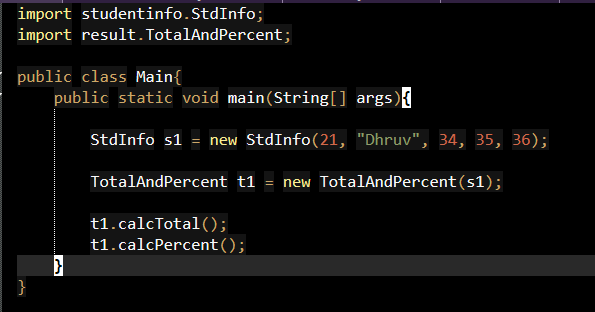 import studentinfo.StdInfo;
import result.TotalAndPercent;
public class Main{
public static void main(String[] args){
StdInfo s1 = new StdInfo(21, "Dhruv", 34, 35, 36);
TotalAndPercent t1 = new TotalAndPercent(s1);
t1.calcTotal();
t1.calcPercent();
}
}